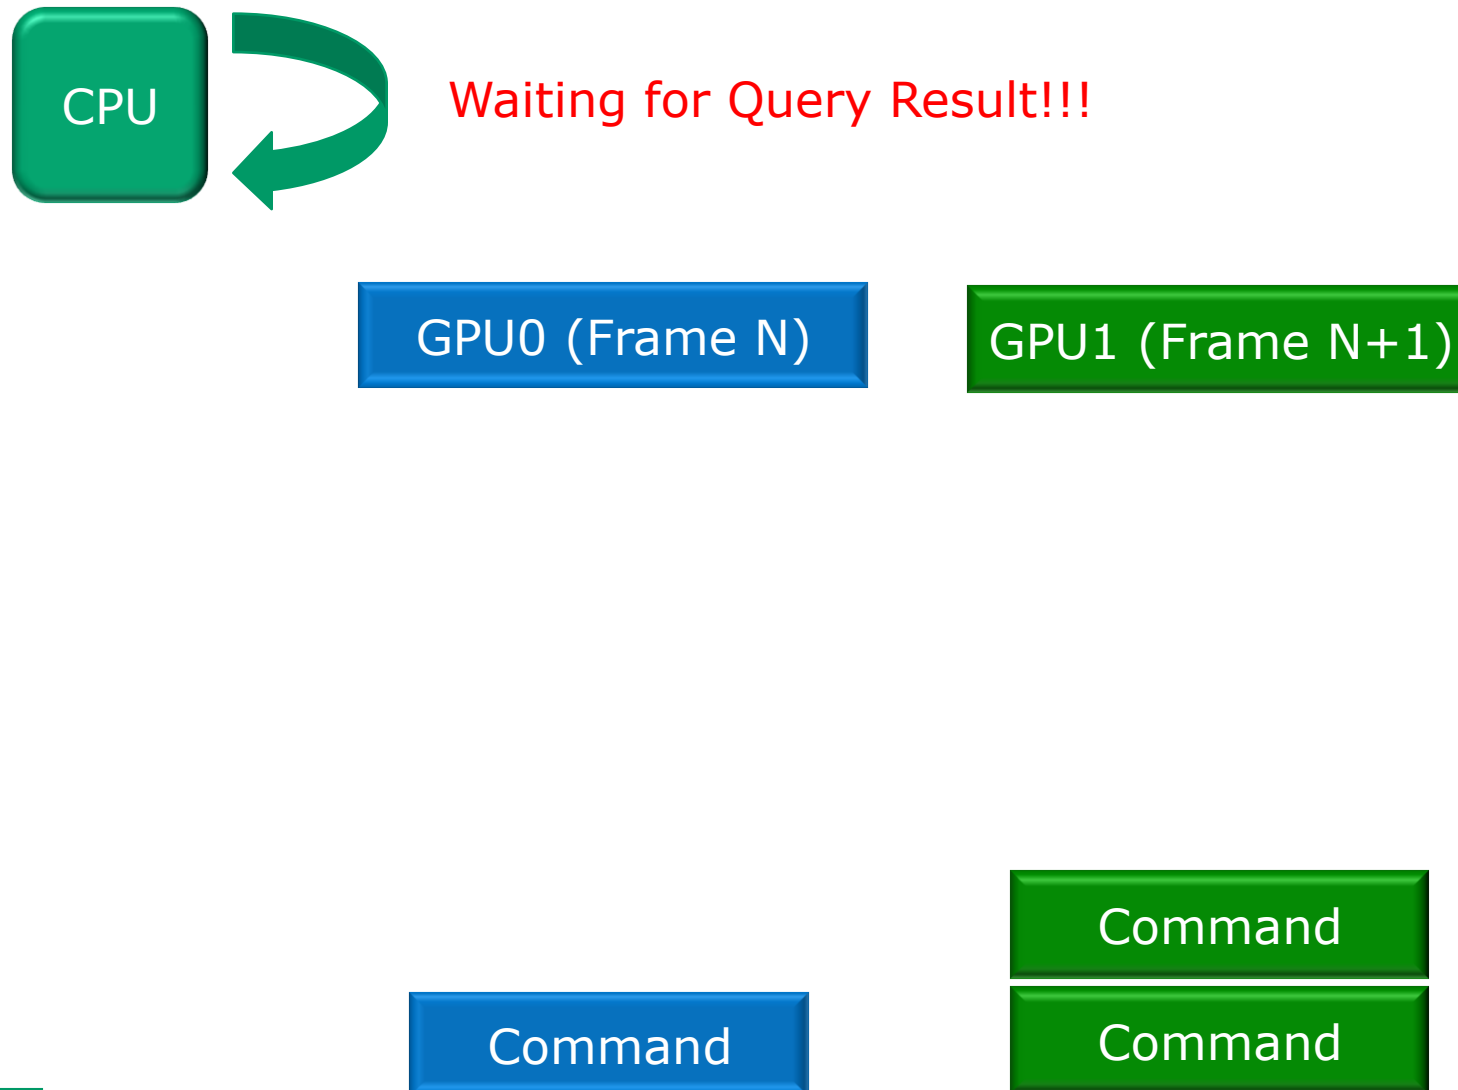 CPU
Waiting for Query Result!!!
GPU0 (Frame N)
GPU1 (Frame N+1)
Command
Command
Command